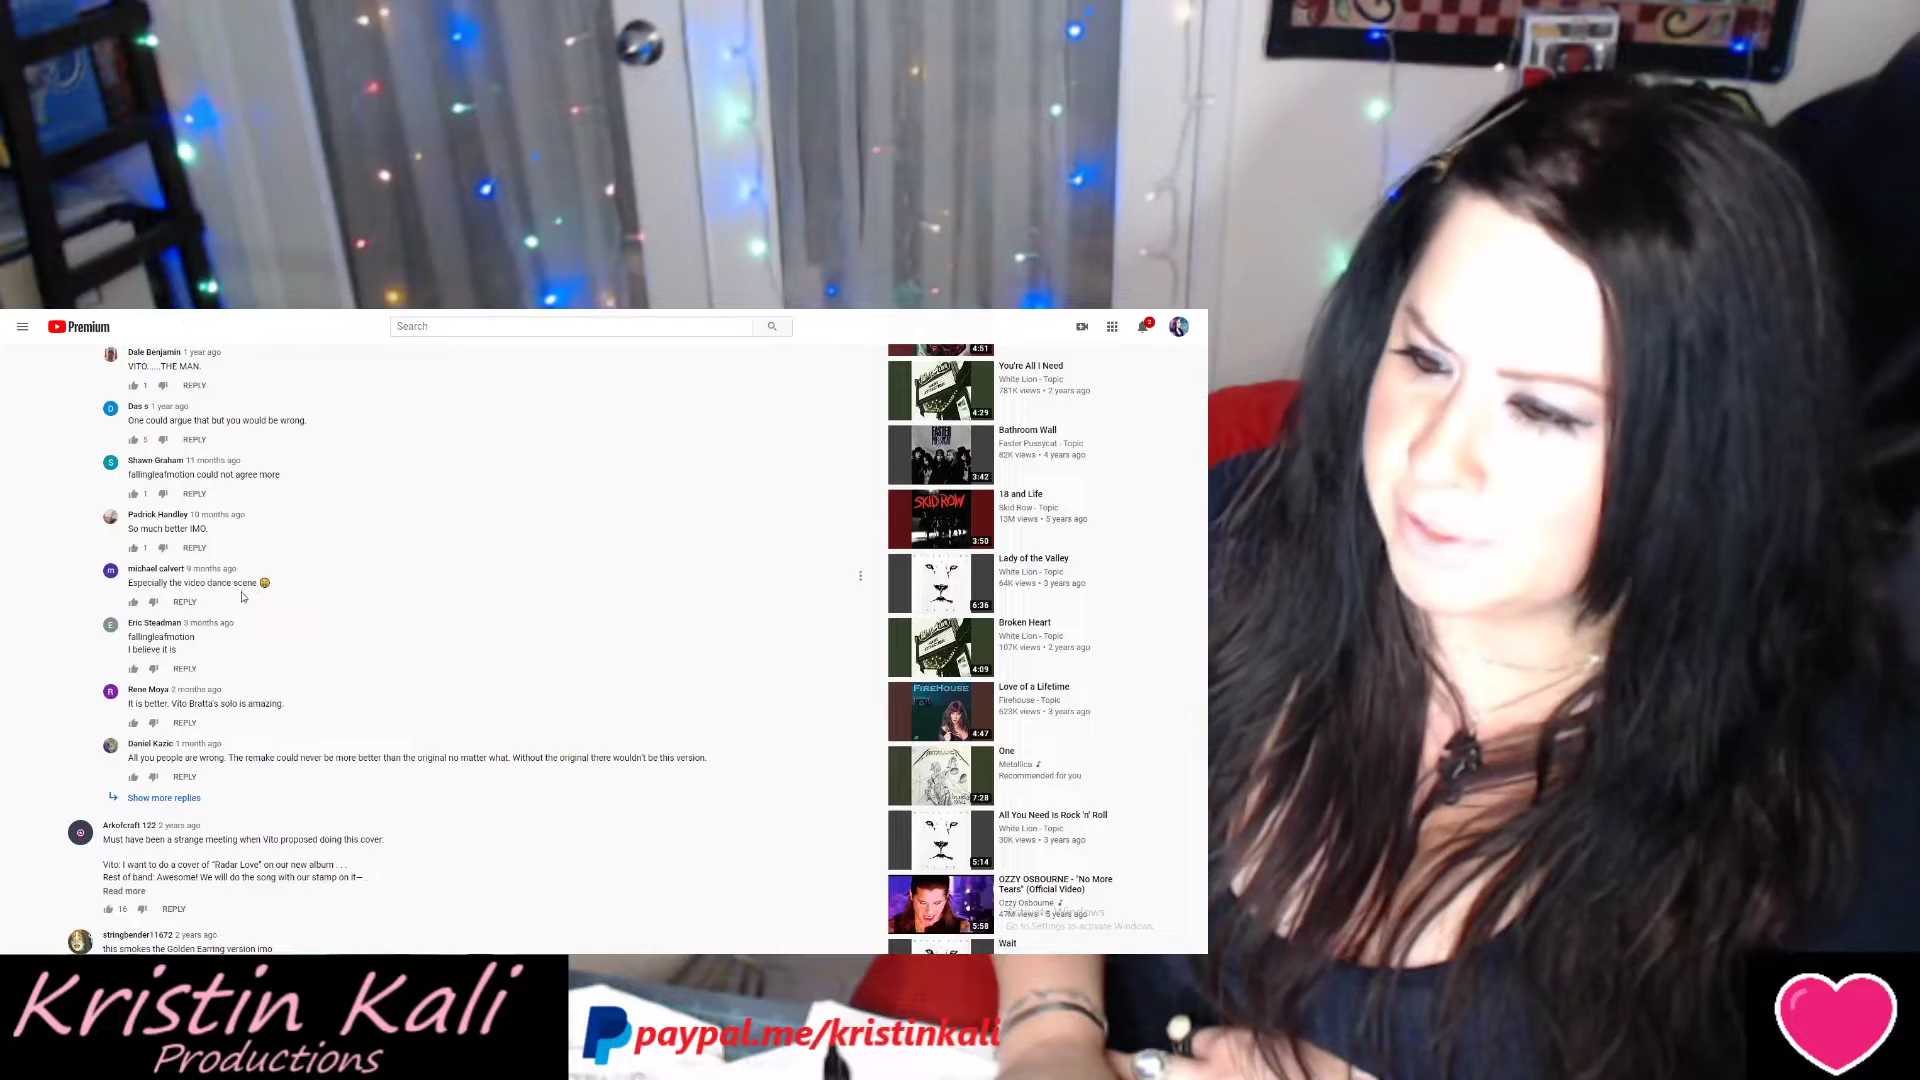 Premium
Search
2
Dale Benjamin 1 year ago
VITO......THE MAN.
1 REPLY
D
Das s 1 year ago
One could argue that but you would be wrong.
5 REPLY
S
Shawn Graham 11 months ago
fallingleafmotion could not agree more
1 REPLY
Padrick Handley 10 months ago
So much better IMO.
1 REPLY
m
michael calvert 9 months ago
Especially the video dance scene 😄
REPLY
E
Eric Steadman 3 months ago
fallingleafmotion
I believe it is
REPLY
R
Rene Moya 2 months ago
It is better. Vito Bratta's solo is amazing.
REPLY
Daniel Kazic 1 month ago
All you people are wrong. The remake could never be more better than the original no matter what. Without the original there wouldn't be this version.
REPLY
Show more replies
Arkofcraft 122 2 years ago
Must have been a strange meeting when Vito proposed doing this cover:
Vito: I want to do a cover of "Radar Love" on our new album . . .
Rest of band: Awesome! We will do the song with our stamp on it—
Read more
16 REPLY
stringbender11672 2 years ago
this smokes the Golden Earring version imo
4:51
You're All I Need
White Lion - Topic
781K views • 2 years ago
4:29
Bathroom Wall
Faster Pussycat - Topic
82K views • 4 years ago
FASTER
3:42
18 and Life
Skid Row - Topic
13M views • 5 years ago
SKID ROW
3:50
Lady of the Valley
White Lion - Topic
64K views • 3 years ago
6:36
Broken Heart
White Lion - Topic
107K views • 2 years ago
4:09
Love of a Lifetime
Firehouse - Topic
623K views • 3 years ago
FIREHOUSE
4:47
One
Metallica
Recommended for you
7:28
All You Need Is Rock 'n' Roll
White Lion - Topic
30K views • 3 years ago
5:14
OZZY OSBOURNE - "No More
Tears" (Official Video)
Ozzy Osbourne
47M views • 5 years ago
5:58
Activate Windows
Go to Settings to activate Windows.
Wait
Kristin Kali
Productions
paypal.me/kristinkali